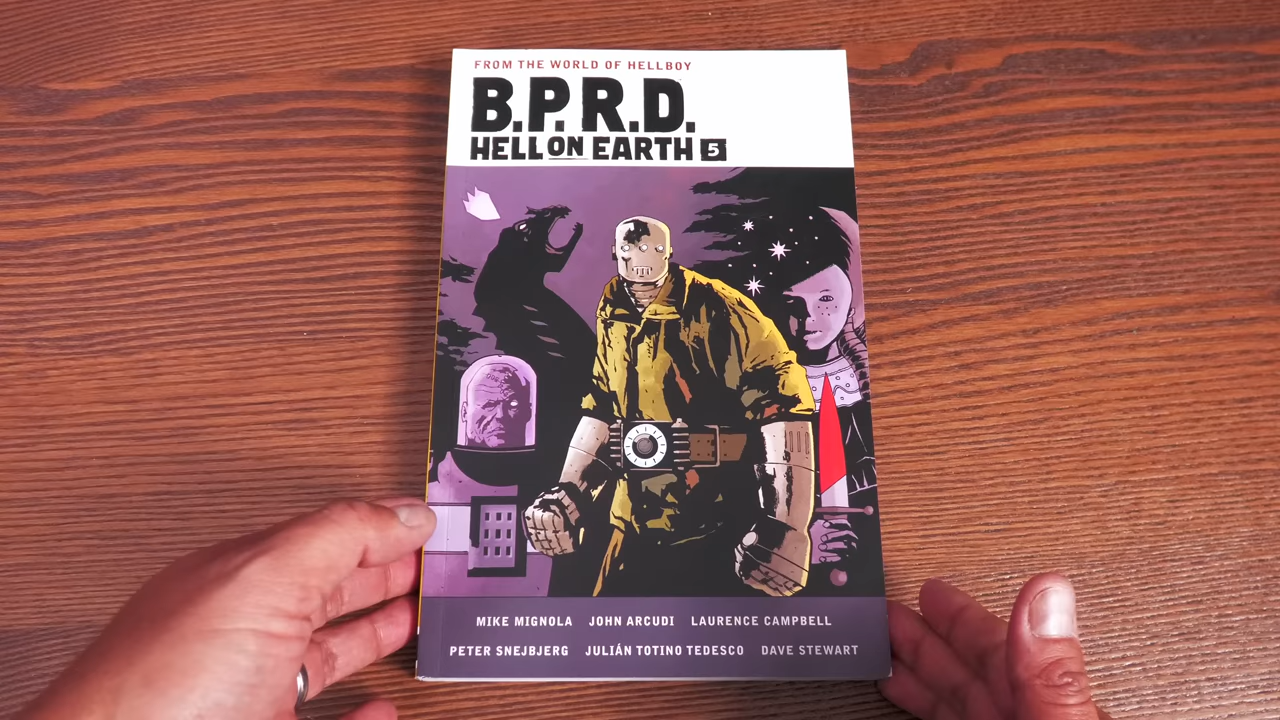 FROM THE WORLD OF HELLBOY
B.P.R.D.
HELL ON EARTH 5
MIKE MIGNOLA JOHN ARCUDI LAURENCE CAMPBELL
PETER SNEJBJERG JULIÁN TOTINO TEDESCO DAVE STEWART